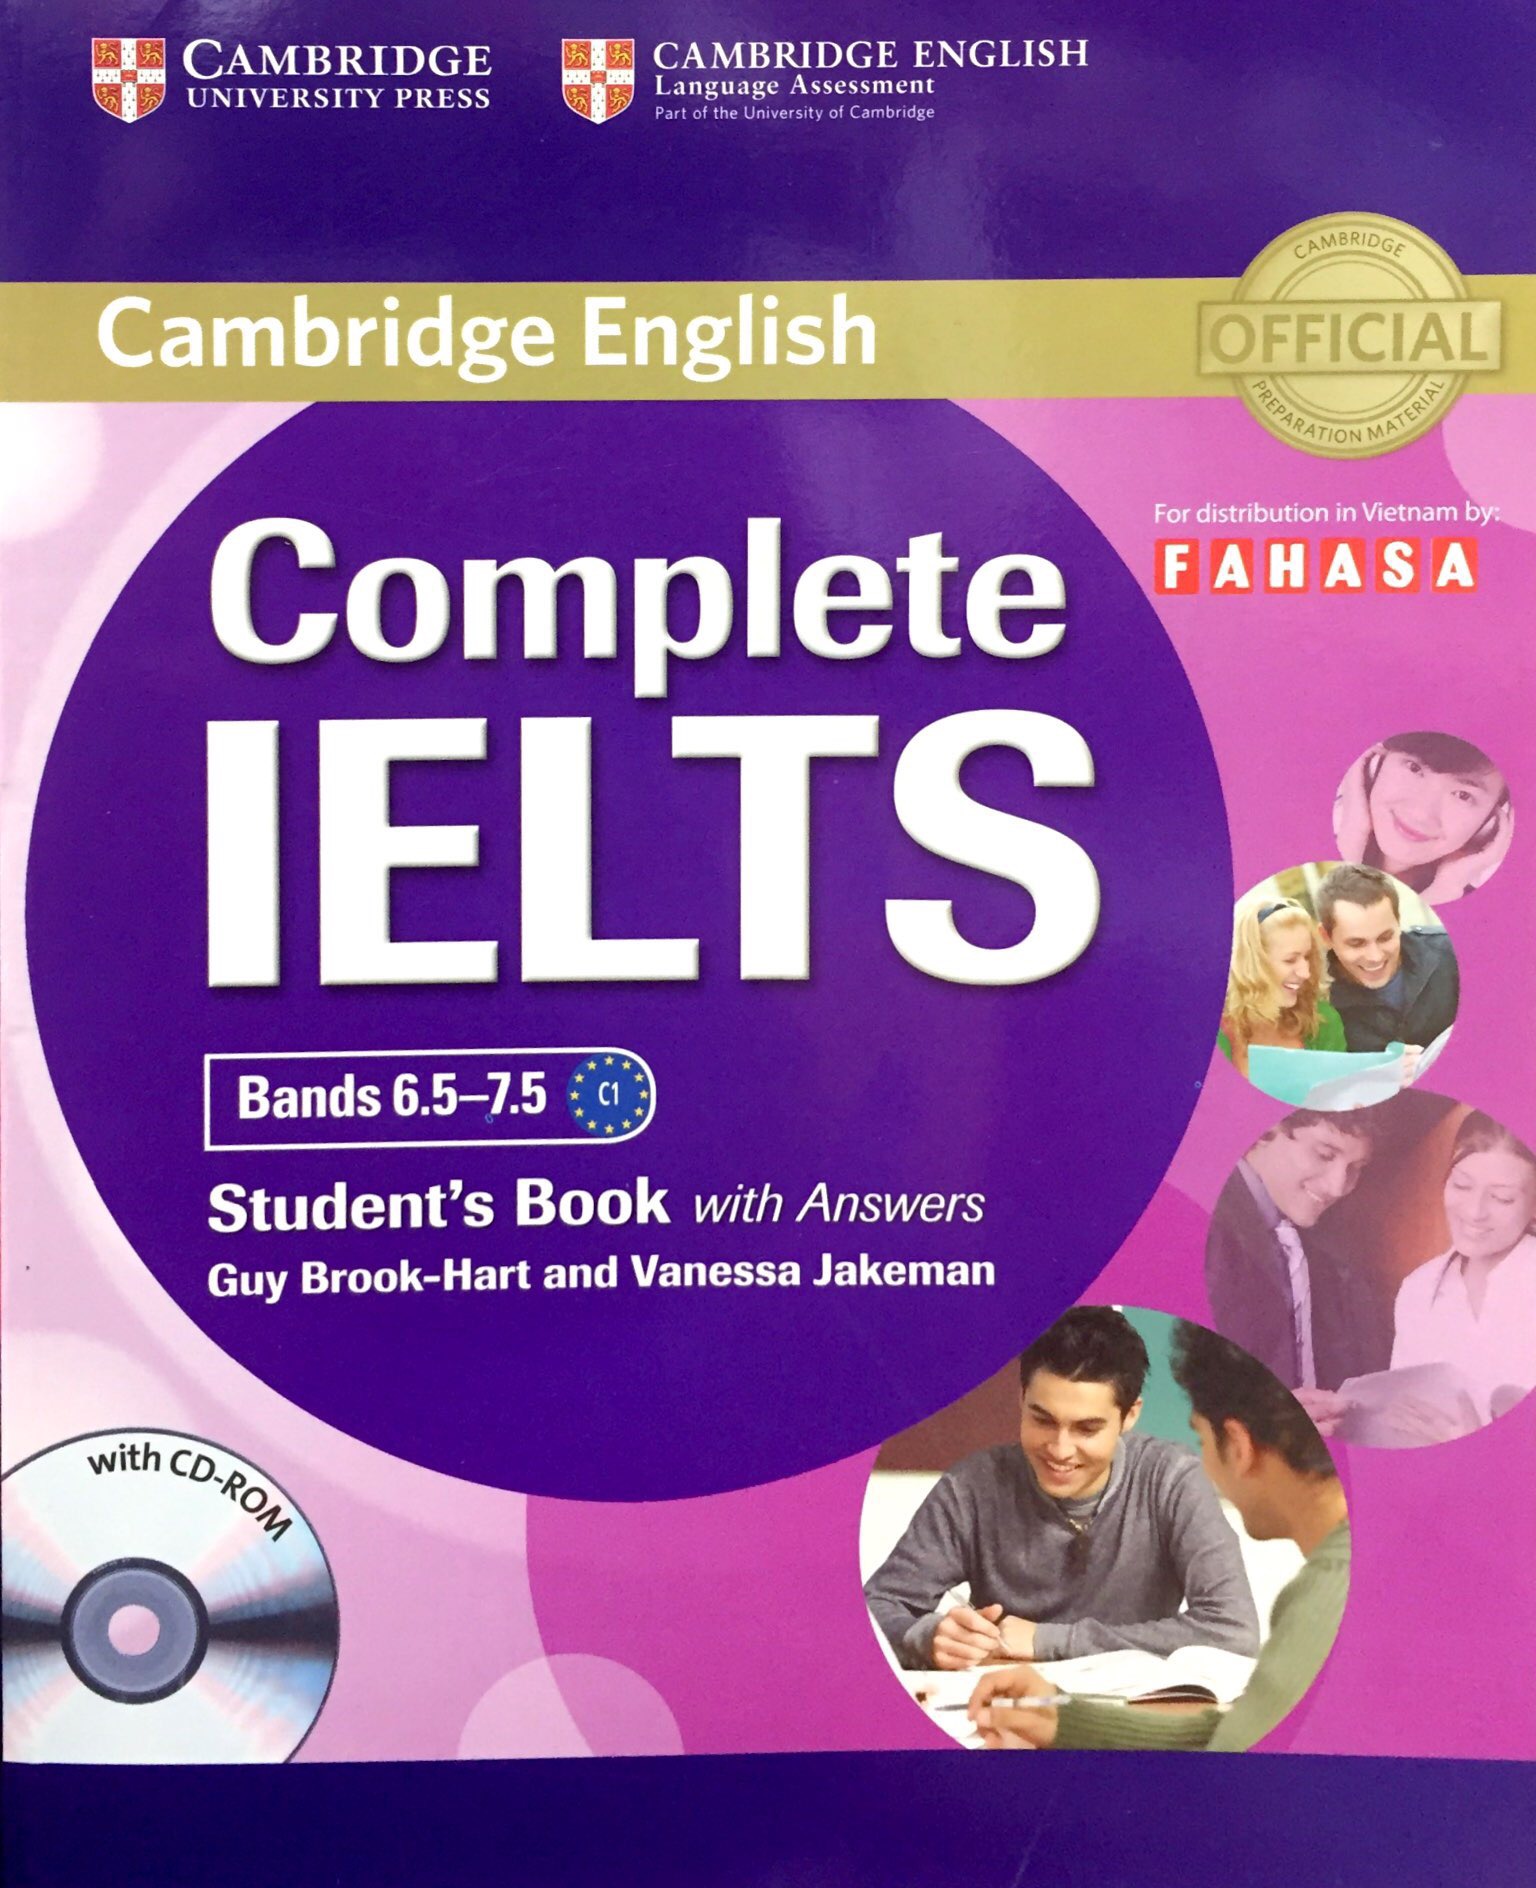 CAMBRIDGE
UNIVERSITY PRESS
CAMBRIDGE ENGLISH
Language Assessment
Part of the University of Cambridge
Cambridge English
CAMBRIDGE
OFFICIAL
PREPARATION MATERIAL
For distribution in Vietnam by:
FAHASA
Complete
IELTS
Bands 6.5–7.5 C1
Student's Book with Answers
Guy Brook-Hart and Vanessa Jakeman
with CD-ROM